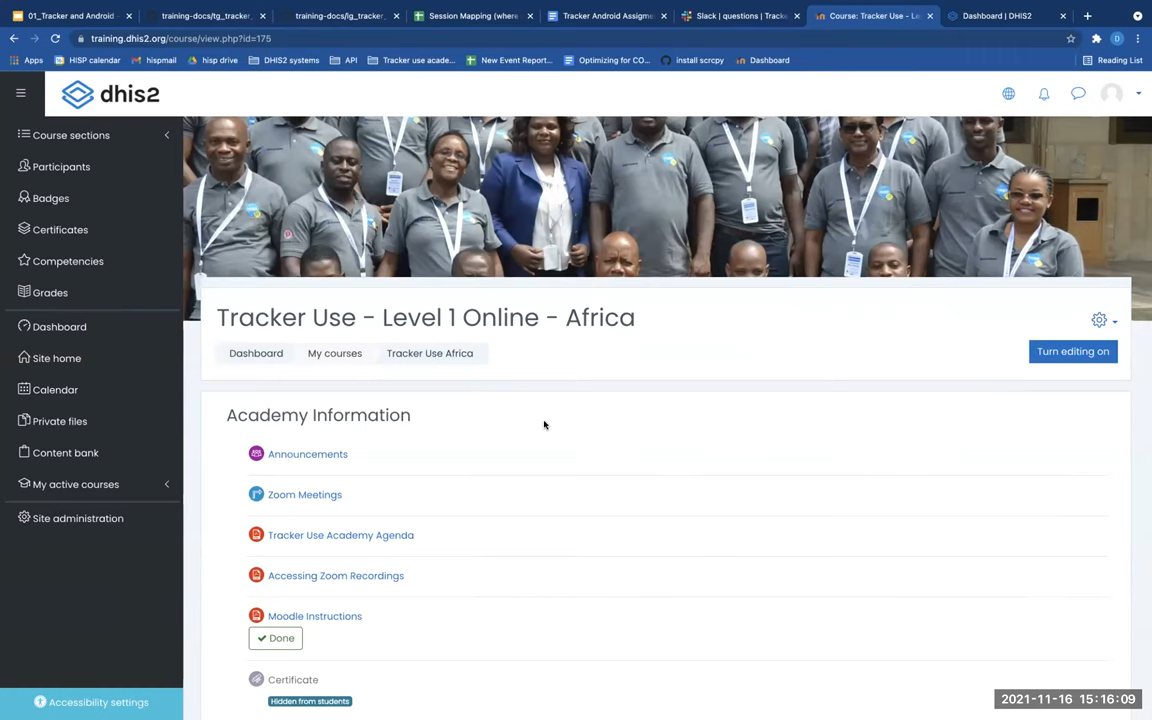 01_Tracker and Android -
training-docs/tg_tracker_
training-docs/lg_tracker_
Session Mapping (where
Tracker Android Assigme
Slack | questions | Track
Course: Tracker Use - Le
Dashboard | DHIS2
training.dhis2.org/course/view.php?id=175
Apps
HISP calendar
hispmail
hisp drive
DHIS2 systems
API
Tracker use acade...
New Event Report...
Optimizing for CO...
install scrcpy
Dashboard
Reading List
dhis2
Course sections
Participants
Badges
Certificates
Competencies
Grades
Dashboard
Site home
Calendar
Private files
Content bank
My active courses
Site administration
Accessibility settings
Tracker Use - Level 1 Online - Africa
Dashboard
My courses
Tracker Use Africa
Turn editing on
Academy Information
Announcements
Zoom Meetings
Tracker Use Academy Agenda
Accessing Zoom Recordings
Moodle Instructions
Done
Certificate
Hidden from students
2021-11-16 15:16:09